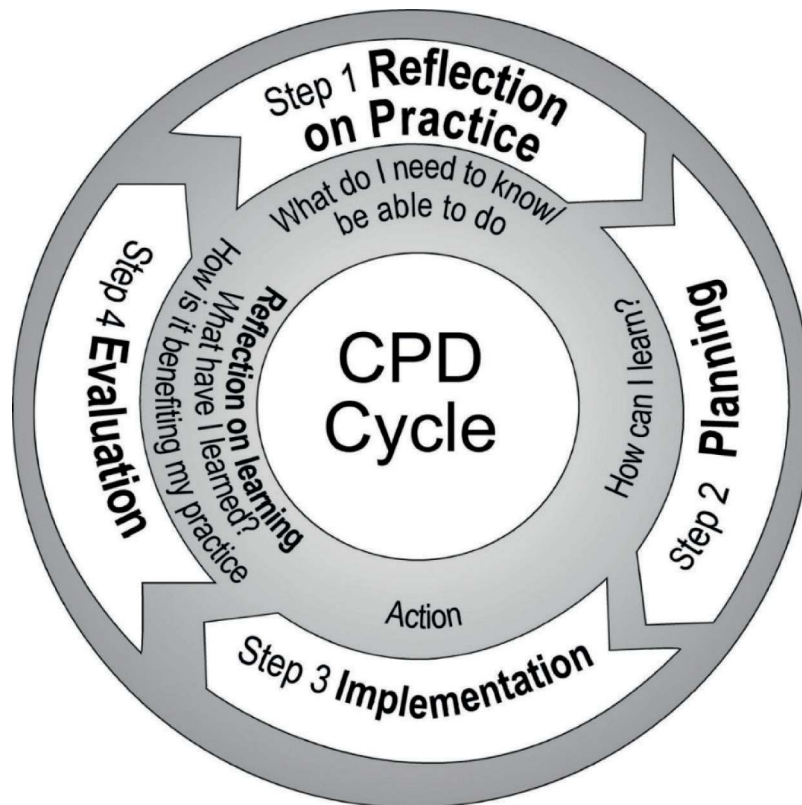 Step 1 Reflection
on Practice
What do I need to know/
be able to do
Step 2 Planning
How can I learn?
Step 3 Implementation
Action
Step 4 Evaluation
How is it benefiting my practice
What have I learned?
Reflection on learning
CPD
Cycle